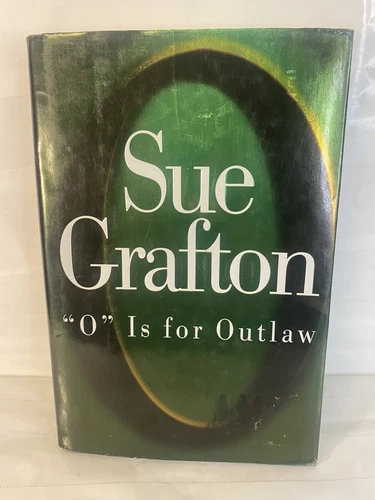 Sue
Grafton
“O” Is for Outlaw